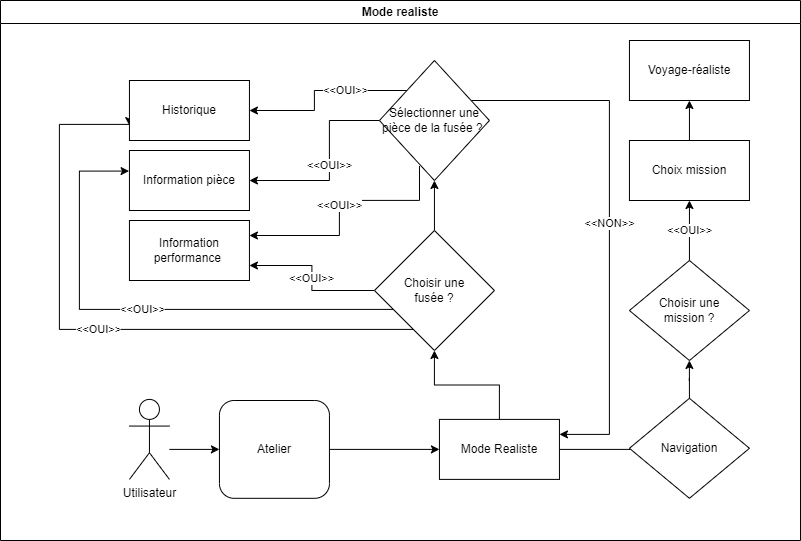 Mode realiste
Voyage-réaliste
<<OUI>>
Historique
Sélectionner une
pièce de la fusée ?
<<OUI>>
Choix mission
Information pièce
<<OUI>>
<<NON>>
<<OUI>>
Information
performance
<<OUI>>
Choisir une
fusée ?
Choisir une
mission ?
<<OUI>>
<<OUI>>
Atelier
Mode Realiste
Navigation
Utilisateur